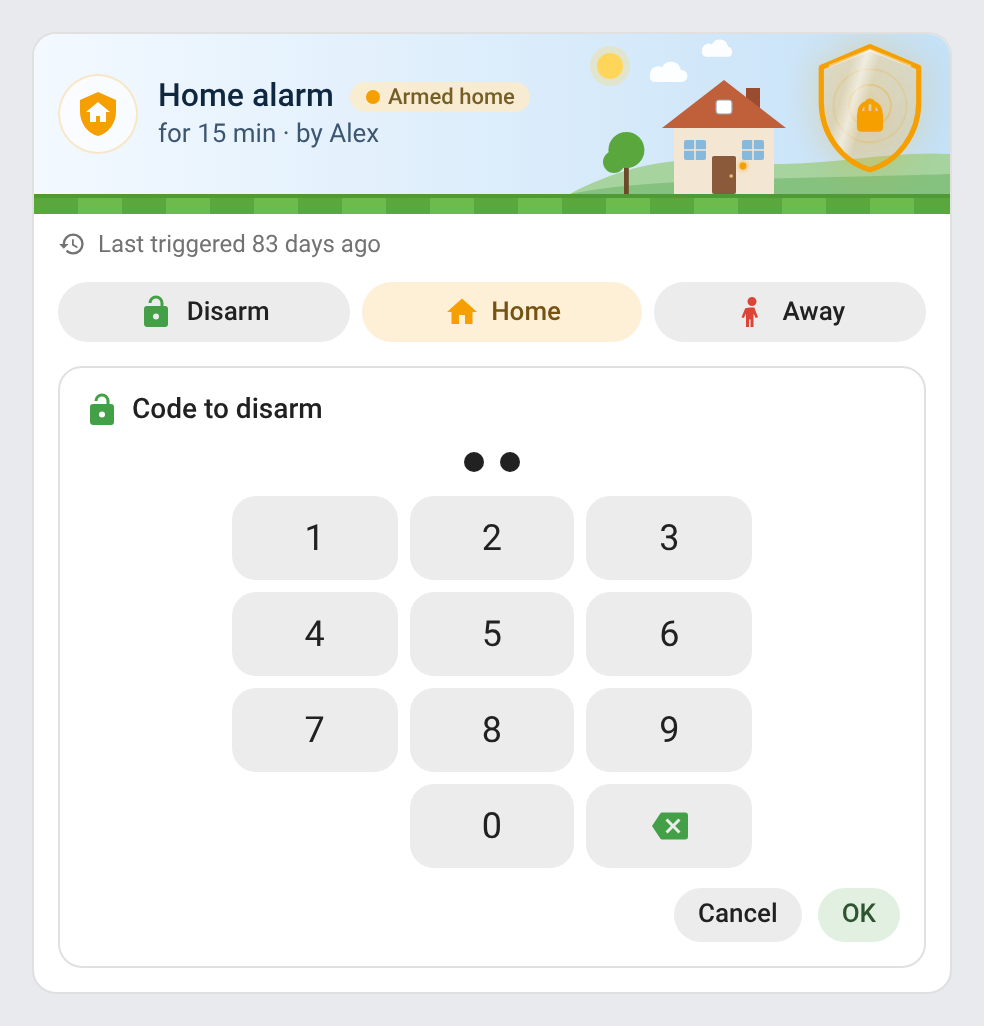 Home alarm
Armed home
for 15 min · by Alex
Last triggered 83 days ago
Disarm
Home
Away
Code to disarm
1 2 3
4 5 6
7 8 9
0
Cancel
OK